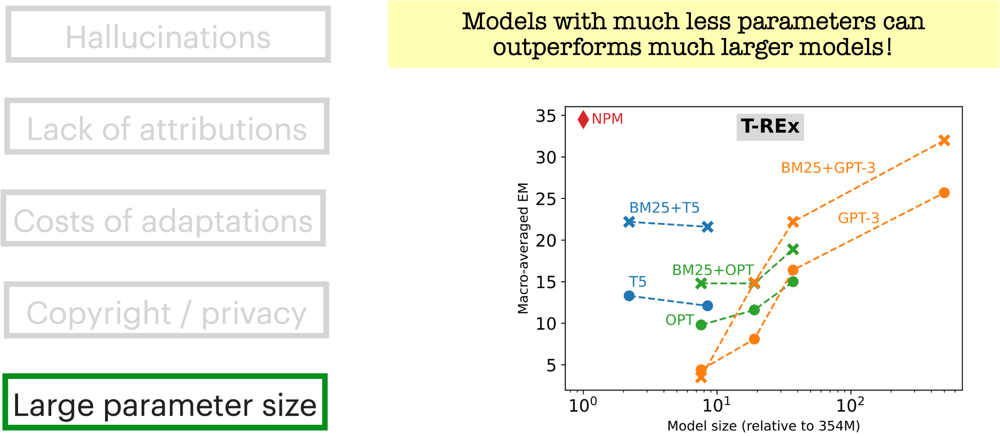 Hallucinations
Lack of attributions
Costs of adaptations
Copyright / privacy
Large parameter size
Models with much less parameters can
outperforms much larger models!
T-REx
NPM
BM25+GPT-3
GPT-3
BM25+T5
BM25+OPT
T5
OPT
Macro-averaged EM
35
30
25
20
15
10
5
10⁰
10¹
10²
Model size (relative to 354M)